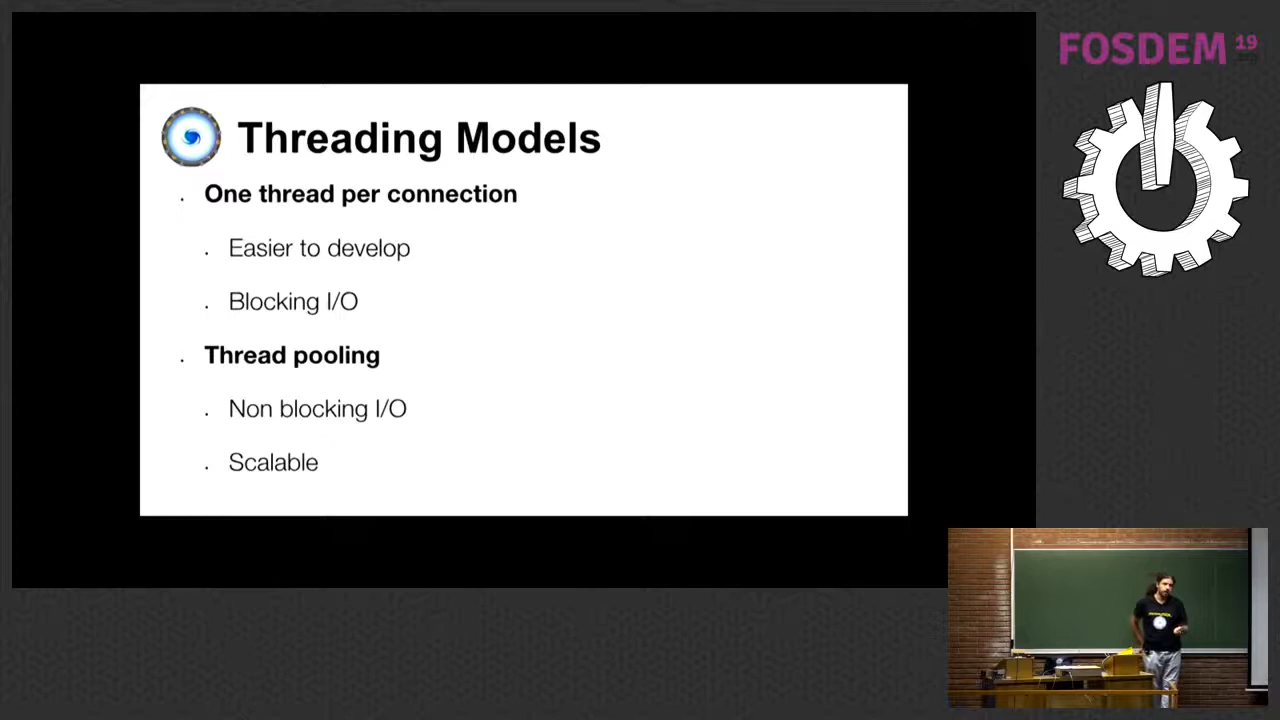 FOSDEM 19
Threading Models
. One thread per connection
. Easier to develop
. Blocking I/O
. Thread pooling
. Non blocking I/O
. Scalable